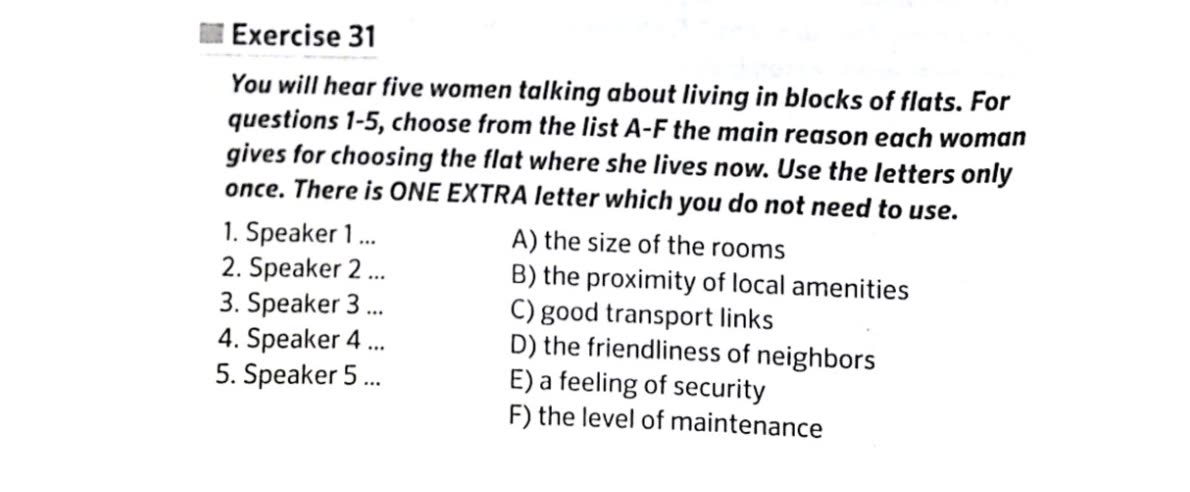 Exercise 31
You will hear five women talking about living in blocks of flats. For
questions 1-5, choose from the list A-F the main reason each woman
gives for choosing the flat where she lives now. Use the letters only
once. There is ONE EXTRA letter which you do not need to use.
1. Speaker 1 ...
2. Speaker 2 ...
3. Speaker 3 ...
4. Speaker 4 ...
5. Speaker 5 ...
A) the size of the rooms
B) the proximity of local amenities
C) good transport links
D) the friendliness of neighbors
E) a feeling of security
F) the level of maintenance